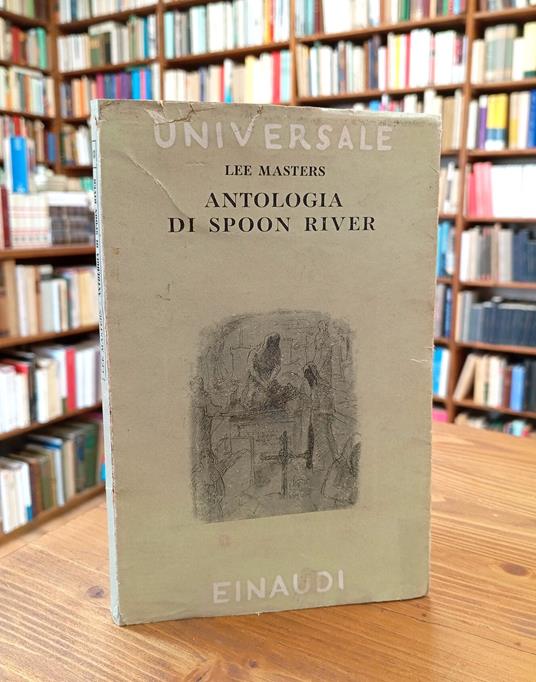 UNIVERSALE
LEE MASTERS
ANTOLOGIA
DI SPOON RIVER
EINAUDI